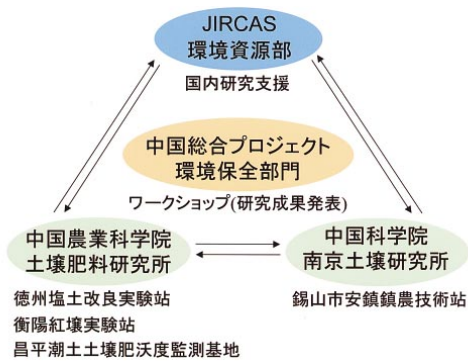 JIRCAS
環境資源部
国内研究支援
中国総合プロジェクト
環境保全部門
ワークショップ(研究成果発表)
中国農業科学院
土壌肥料研究所
中国科学院
南京土壌研究所
徳州塩土改良実験站
衡陽紅壌実験站
昌平潮土土壌肥沃度監測基地
錫山市安鎮鎮農技術站